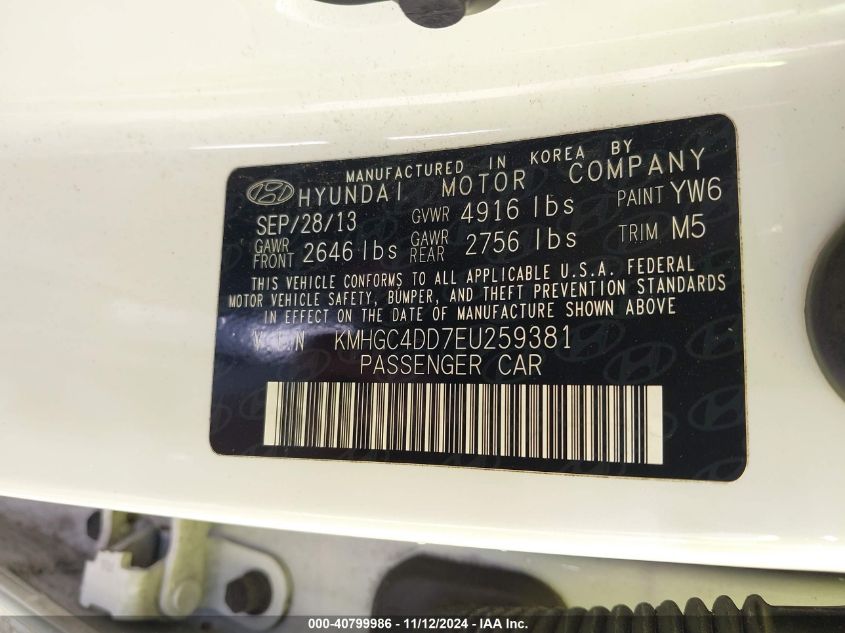 MANUFACTURED IN KOREA BY
HYUNDAI MOTOR COMPANY
SEP/28/13 GVWR 4916 lbs PAINT YW6
GAWR FRONT 2646 lbs GAWR REAR 2756 lbs TRIM M5
THIS VEHICLE CONFORMS TO ALL APPLICABLE U.S.A. FEDERAL
MOTOR VEHICLE SAFETY, BUMPER, AND THEFT PREVENTION STANDARDS
IN EFFECT ON THE DATE OF MANUFACTURE SHOWN ABOVE
V.I.N KMHGC4DD7EU259381
PASSENGER CAR
000-40799986 - 11/12/2024 - IAA Inc.